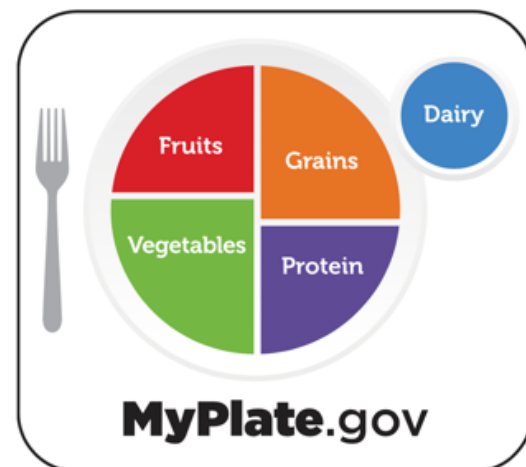 Fruits
Grains
Dairy
Vegetables
Protein
MyPlate.gov